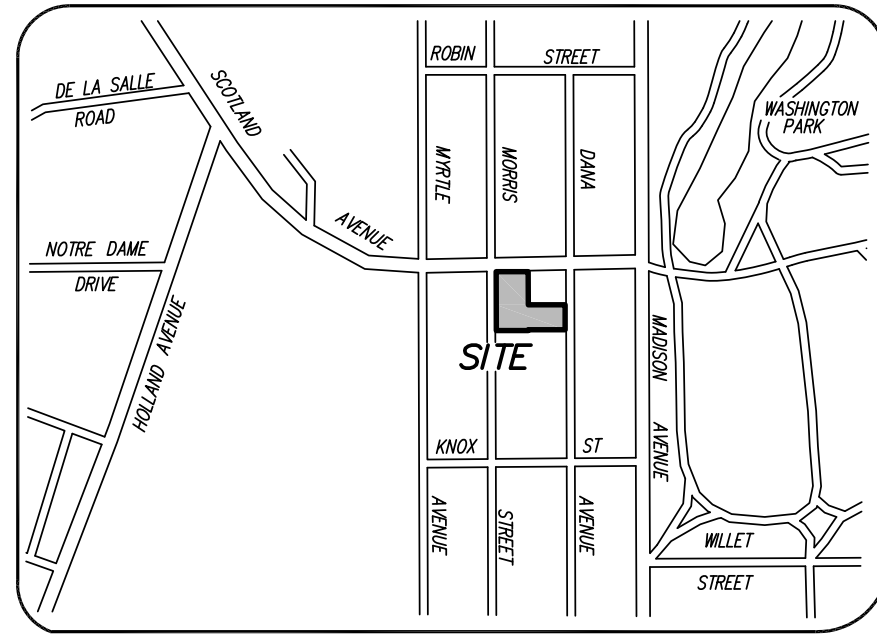 ROBIN STREET
DE LA SALLE
ROAD
SCOTLAND
AVENUE
WASHINGTON
PARK
MYRTLE
MORRIS
DANA
NOTRE DAME
DRIVE
HOLLAND AVENUE
SITE
MADISON
AVENUE
KNOX ST
AVENUE
STREET
AVENUE
WILLET
STREET